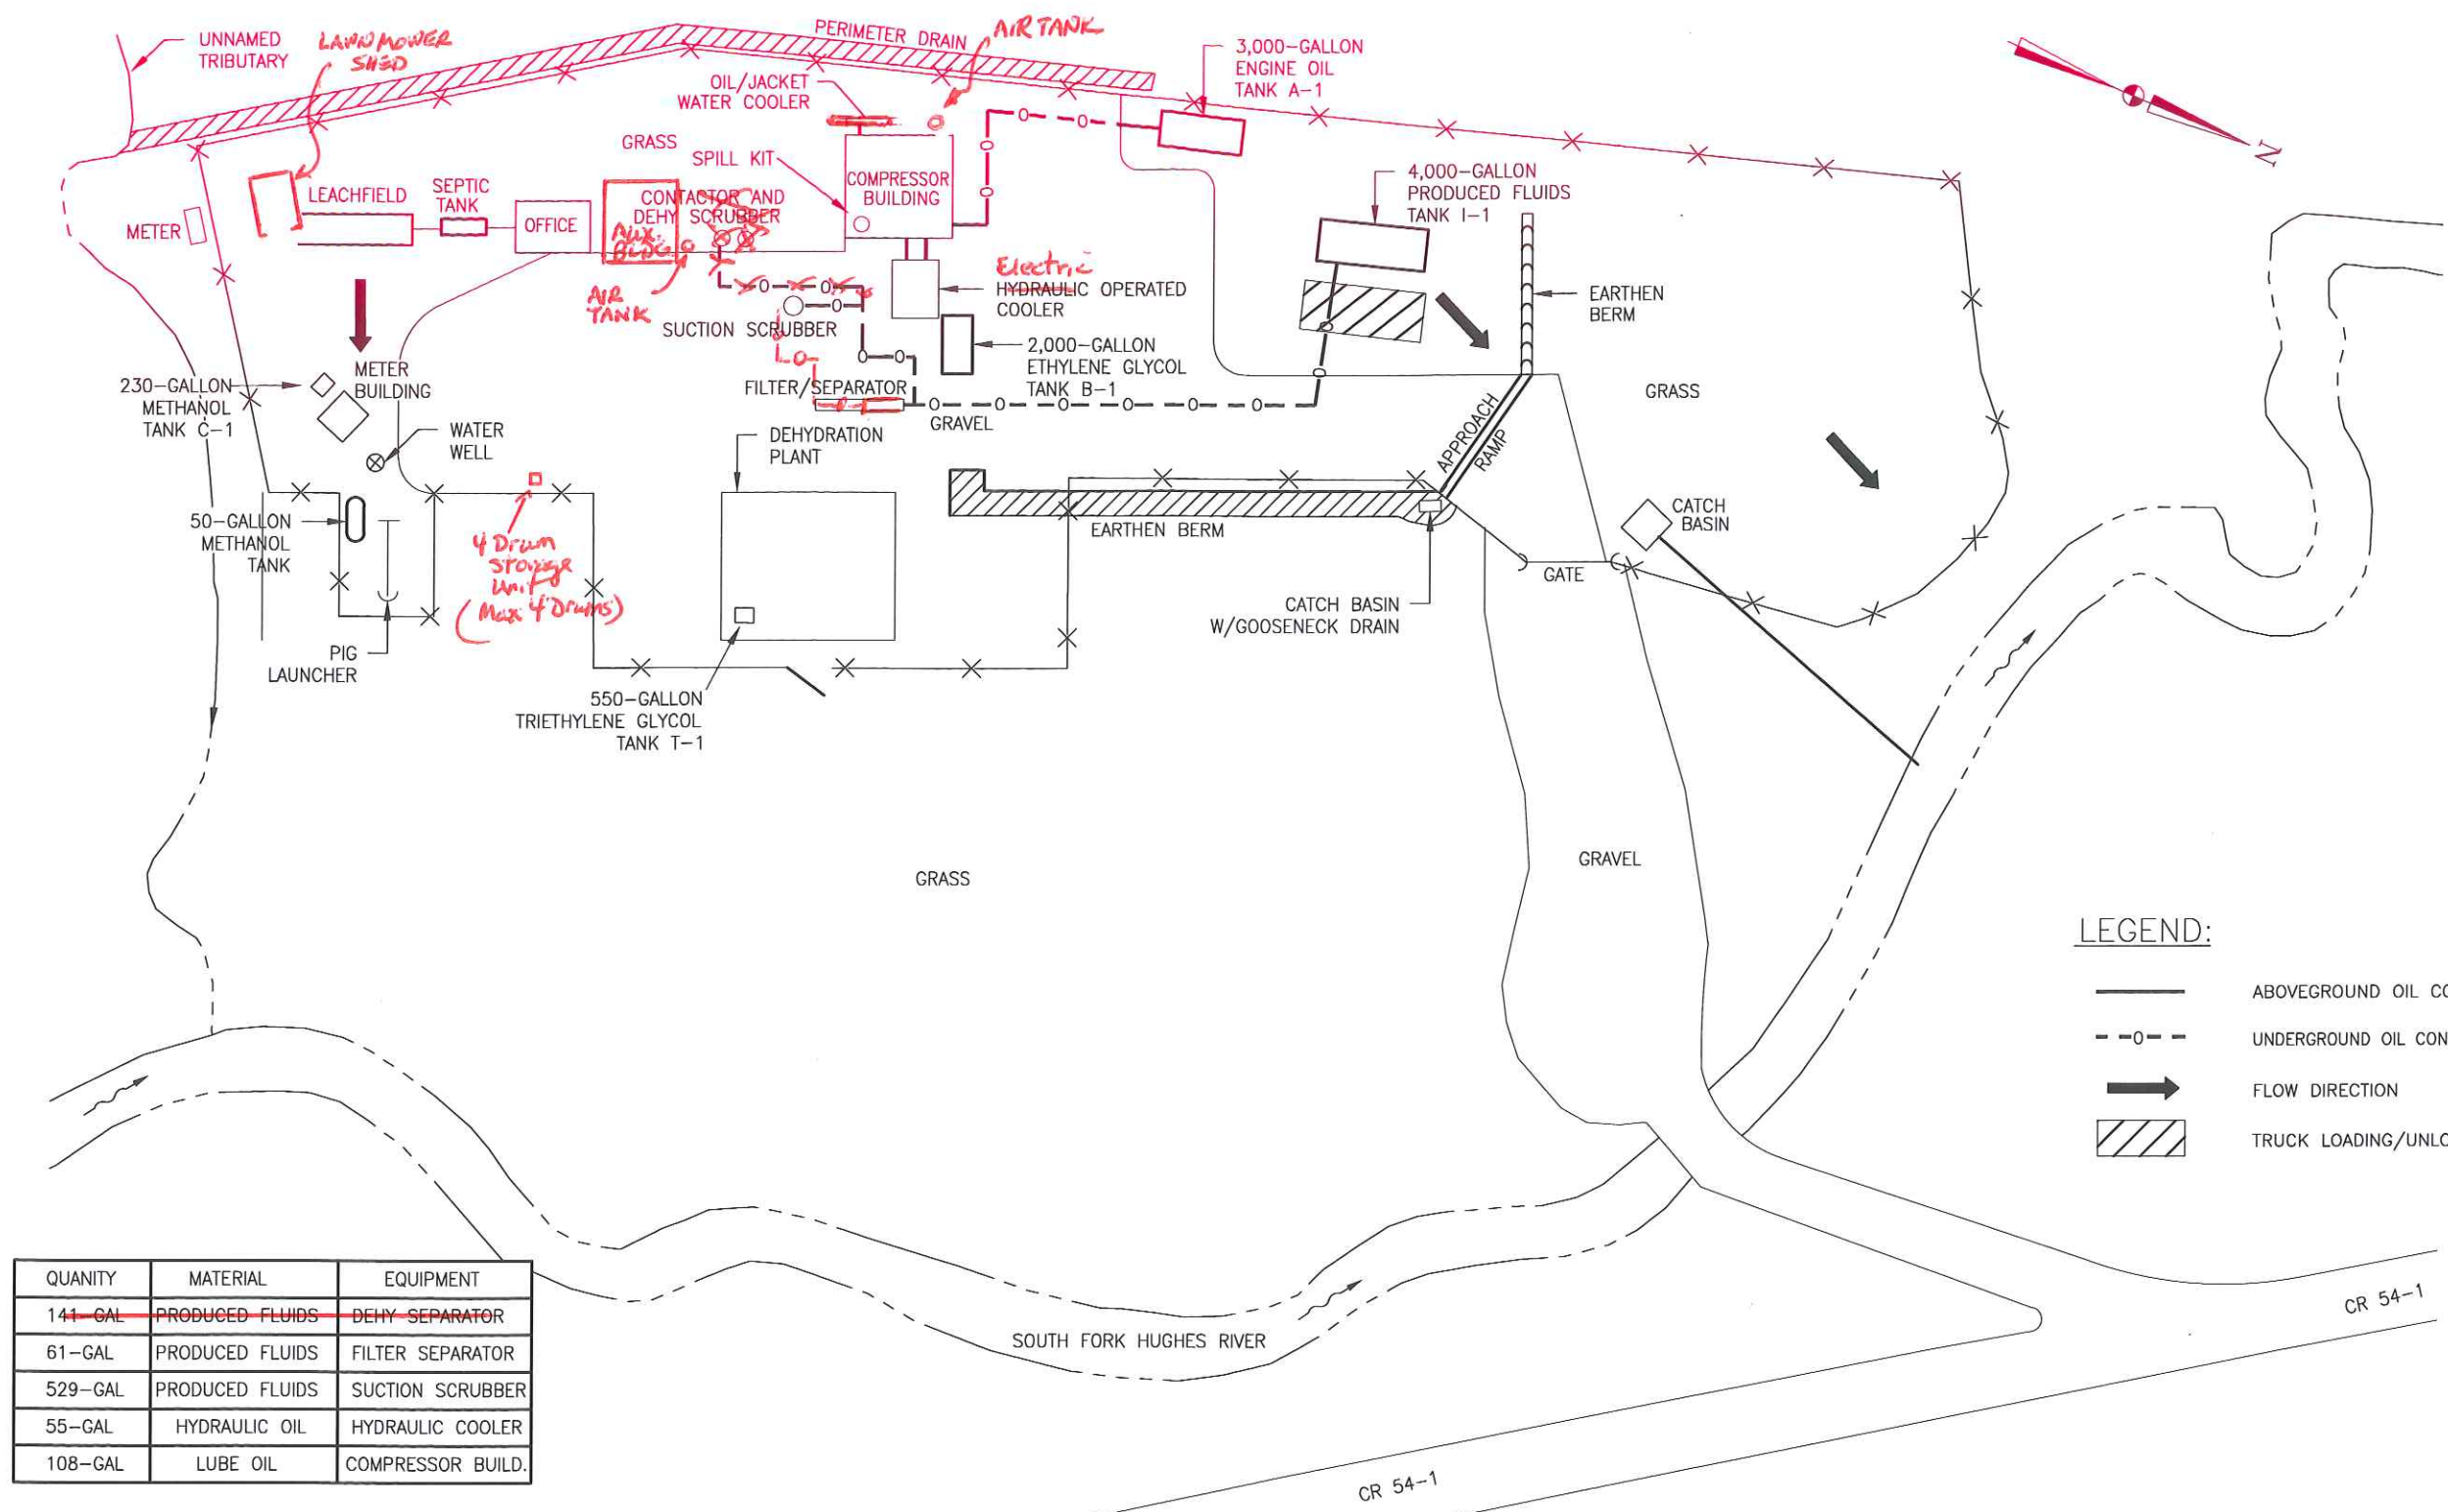 UNNAMED
TRIBUTARY
LAWNMOWER
SHED
PERIMETER DRAIN
AIR TANK
3,000-GALLON
ENGINE OIL
TANK A-1
OIL/JACKET
WATER COOLER
GRASS
SPILL KIT
COMPRESSOR
BUILDING
N
METER
LEACHFIELD
SEPTIC
TANK
OFFICE
CONTACTOR AND
DEHY SCRUBBER
AUX.
BLDG.
AIR
TANK
4,000-GALLON
PRODUCED FLUIDS
TANK I-1
Electric
HYDRAULIC OPERATED
COOLER
EARTHEN
BERM
SUCTION SCRUBBER
2,000-GALLON
ETHYLENE GLYCOL
TANK B-1
230-GALLON
METHANOL
TANK C-1
METER
BUILDING
FILTER/SEPARATOR
GRAVEL
GRASS
WATER
WELL
DEHYDRATION
PLANT
APPROACH
RAMP
50-GALLON
METHANOL
TANK
4 Drum
Storage
Unit
(Max 4 Drums)
EARTHEN BERM
CATCH
BASIN
GATE
CATCH BASIN
W/GOOSENECK DRAIN
PIG
LAUNCHER
550-GALLON
TRIETHYLENE GLYCOL
TANK T-1
GRASS
GRAVEL
LEGEND:
ABOVEGROUND OIL CO
UNDERGROUND OIL CON
FLOW DIRECTION
TRUCK LOADING/UNLO
QUANITY MATERIAL EQUIPMENT
141-GAL PRODUCED FLUIDS DEHY SEPARATOR
61-GAL PRODUCED FLUIDS FILTER SEPARATOR
529-GAL PRODUCED FLUIDS SUCTION SCRUBBER
55-GAL HYDRAULIC OIL HYDRAULIC COOLER
108-GAL LUBE OIL COMPRESSOR BUILD.
SOUTH FORK HUGHES RIVER
CR 54-1
CR 54-1